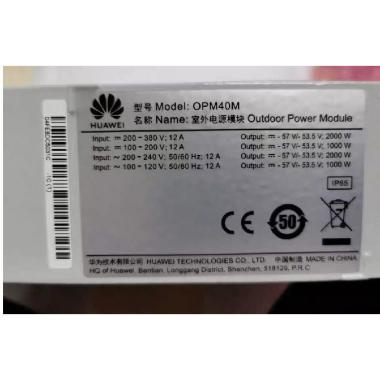 型号 Model: OPM40M
名称 Name: 室外电源模块 Outdoor Power Module
HUAWEI
Input: ⎓ 200-380 V; 12 A Output: ⎓ - 57 W/- 53.5 V; 2000 W
Input: ⎓ 100-200 V; 12 A Output: ⎓ - 57 W/- 53.5 V; 1000 W
Input: ~ 200-240 V; 50/60 Hz; 12 A Output: ⎓ - 57 W/- 53.5 V; 2000 W
Input: ~ 100-120 V; 50/60 Hz; 12 A Output: ⎓ - 57 W/- 53.5 V; 1000 W
IP65
CE
50
华为技术有限公司 HUAWEI TECHNOLOGIES CO., LTD. 中国制造 MADE IN CHINA
HQ of Huawei, Bantian, Longgang District, Shenzhen, 518129, P.R.C